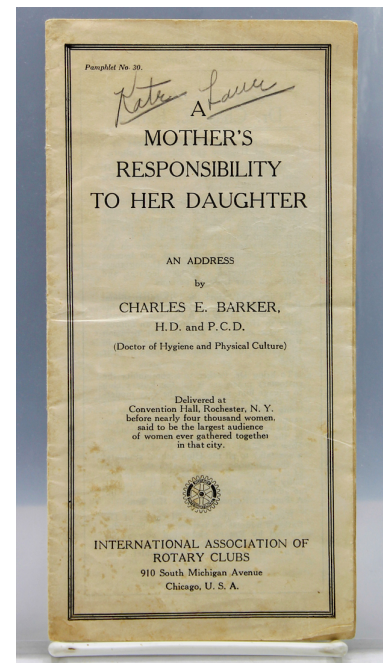 Pamphlet No. 30.
A
MOTHER'S
RESPONSIBILITY
TO HER DAUGHTER
AN ADDRESS
by
CHARLES E. BARKER,
H.D. and P.C.D.
(Doctor of Hygiene and Physical Culture)
Delivered at
Convention Hall, Rochester, N. Y.
before nearly four thousand women,
said to be the largest audience
of women ever gathered together
in that city.
INTERNATIONAL ASSOCIATION OF
ROTARY CLUBS
910 South Michigan Avenue
Chicago, U. S. A.